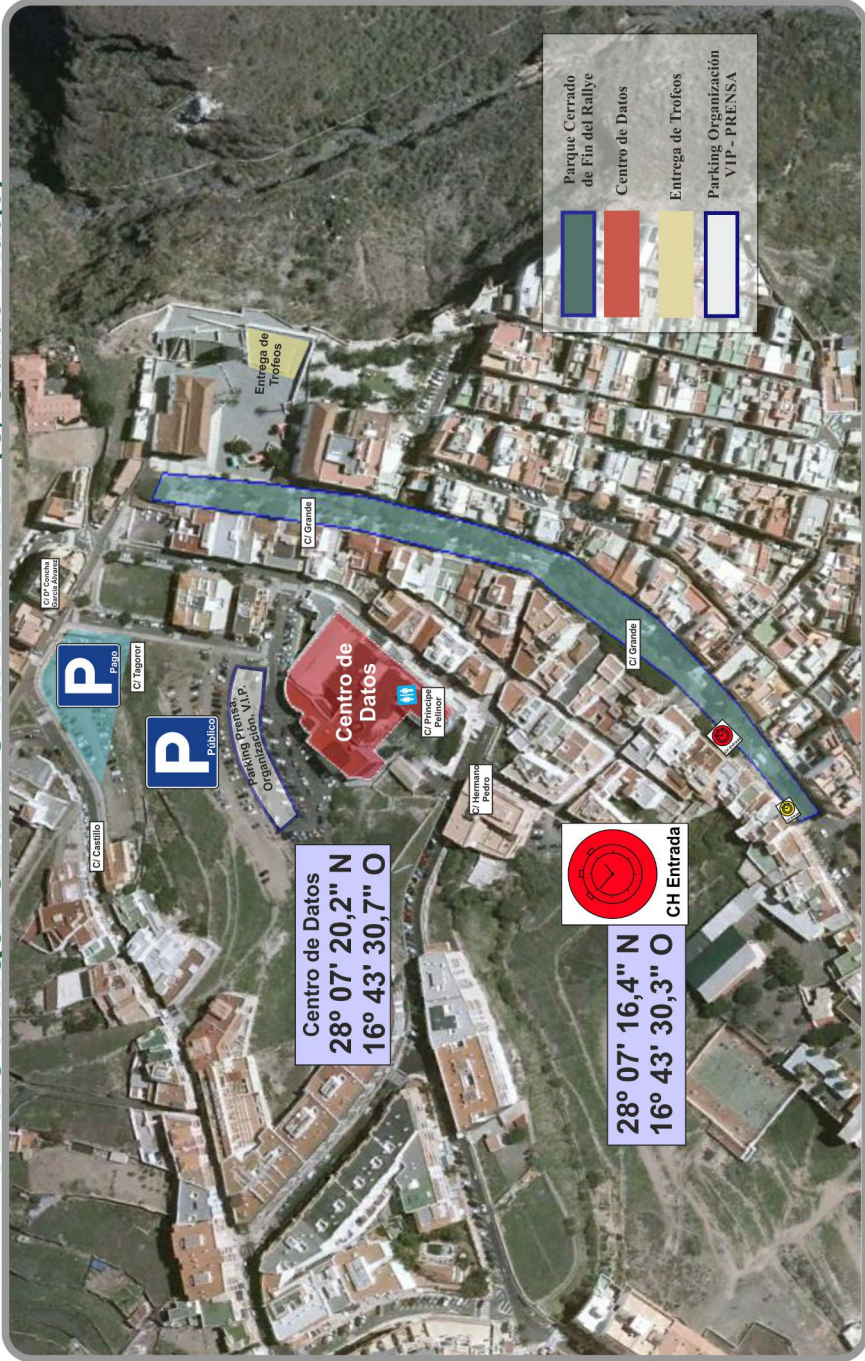 Parque Cerrado
de Fin del Rallye
Centro de Datos
Entrega de Trofeos
Parking Organización
VIP - PRENSA
Entrega de
Trofeos
C/ Dª Concha
García Alvarez
P
Pago
C/ Tagoror
P
Público
C/ Castillo
Parking Prensa,
Organización, V.I.P.
C/ Grande
Centro de
Datos
C/ Príncipe
Pelinor
C/ Hermano
Pedro
C/ Grande
Centro de Datos
28º 07' 20,2" N
16º 43' 30,7" O
CH Entrada
28º 07' 16,4" N
16º 43' 30,3" O